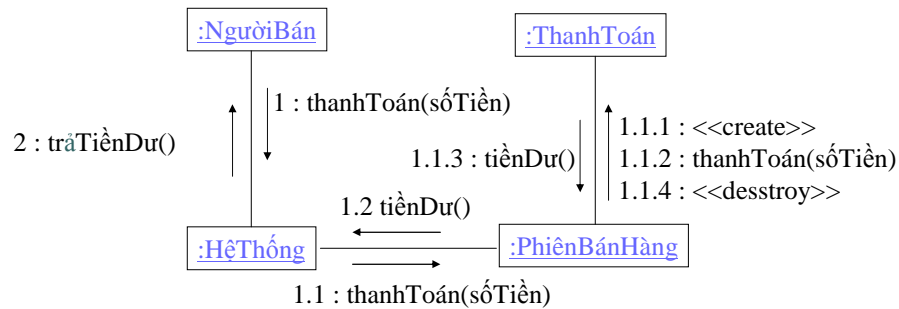 :NgườiBán
:ThanhToán
1 : thanhToán(sốTiền)
2 : trảTiềnDư()
1.1.1 : <<create>>
1.1.2 : thanhToán(sốTiền)
1.1.4 : <<desstroy>>
1.1.3 : tiềnDư()
1.2 tiềnDư()
:HệThống
:PhiênBánHàng
1.1 : thanhToán(sốTiền)